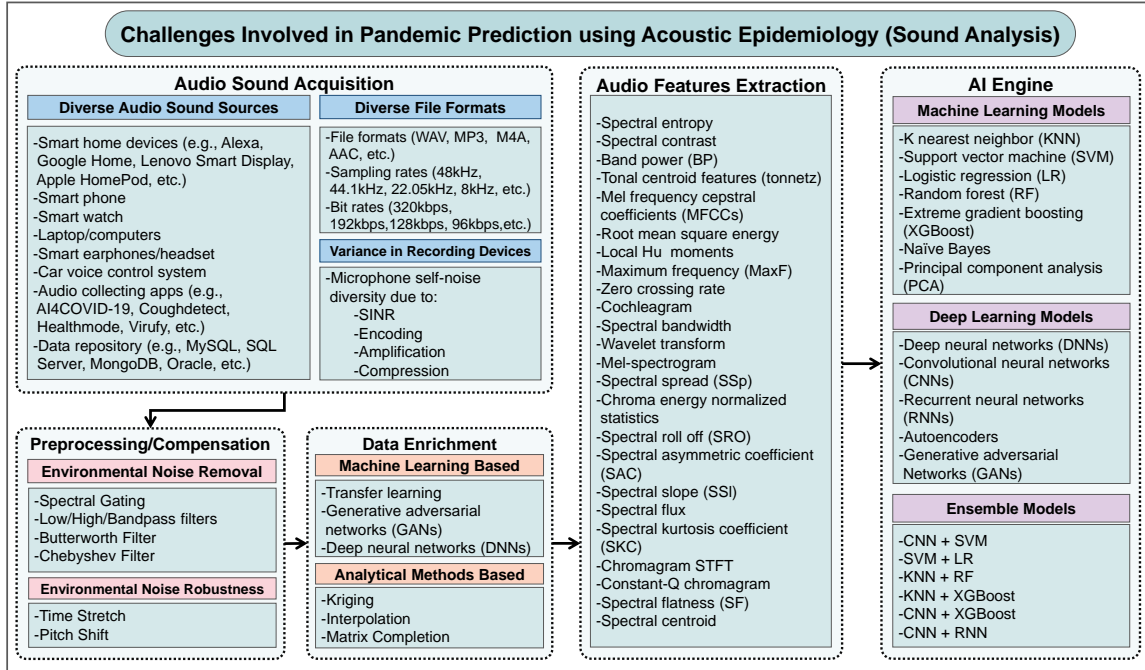 Challenges Involved in Pandemic Prediction using Acoustic Epidemiology (Sound Analysis)
Audio Sound Acquisition
Diverse Audio Sound Sources
-Smart home devices (e.g., Alexa,
Google Home, Lenovo Smart Display,
Apple HomePod, etc.)
-Smart phone
-Smart watch
-Laptop/computers
-Smart earphones/headset
-Car voice control system
-Audio collecting apps (e.g.,
AI4COVID-19, Coughdetect,
Healthmode, Virufy, etc.)
-Data repository (e.g., MySQL, SQL
Server, MongoDB, Oracle, etc.)
Diverse File Formats
-File formats (WAV, MP3, M4A,
AAC, etc.)
-Sampling rates (48kHz,
44.1kHz, 22.05kHz, 8kHz, etc.)
-Bit rates (320kbps,
192kbps,128kbps, 96kbps,etc.)
Variance in Recording Devices
-Microphone self-noise
diversity due to:
-SINR
-Encoding
-Amplification
-Compression
Preprocessing/Compensation
Environmental Noise Removal
-Spectral Gating
-Low/High/Bandpass filters
-Butterworth Filter
-Chebyshev Filter
Environmental Noise Robustness
-Time Stretch
-Pitch Shift
Data Enrichment
Machine Learning Based
-Transfer learning
-Generative adversarial
networks (GANs)
-Deep neural networks (DNNs)
Analytical Methods Based
-Kriging
-Interpolation
-Matrix Completion
Audio Features Extraction
-Spectral entropy
-Spectral contrast
-Band power (BP)
-Tonal centroid features (tonnetz)
-Mel frequency cepstral
coefficients (MFCCs)
-Root mean square energy
-Local Hu moments
-Maximum frequency (MaxF)
-Zero crossing rate
-Cochleagram
-Spectral bandwidth
-Wavelet transform
-Mel-spectrogram
-Spectral spread (SSp)
-Chroma energy normalized
statistics
-Spectral roll off (SRO)
-Spectral asymmetric coefficient
(SAC)
-Spectral slope (SSl)
-Spectral flux
-Spectral kurtosis coefficient
(SKC)
-Chromagram STFT
-Constant-Q chromagram
-Spectral flatness (SF)
-Spectral centroid
AI Engine
Machine Learning Models
-K nearest neighbor (KNN)
-Support vector machine (SVM)
-Logistic regression (LR)
-Random forest (RF)
-Extreme gradient boosting
(XGBoost)
-Naïve Bayes
-Principal component analysis
(PCA)
Deep Learning Models
-Deep neural networks (DNNs)
-Convolutional neural networks
(CNNs)
-Recurrent neural networks
(RNNs)
-Autoencoders
-Generative adversarial
Networks (GANs)
Ensemble Models
-CNN + SVM
-SVM + LR
-KNN + RF
-KNN + XGBoost
-CNN + XGBoost
-CNN + RNN